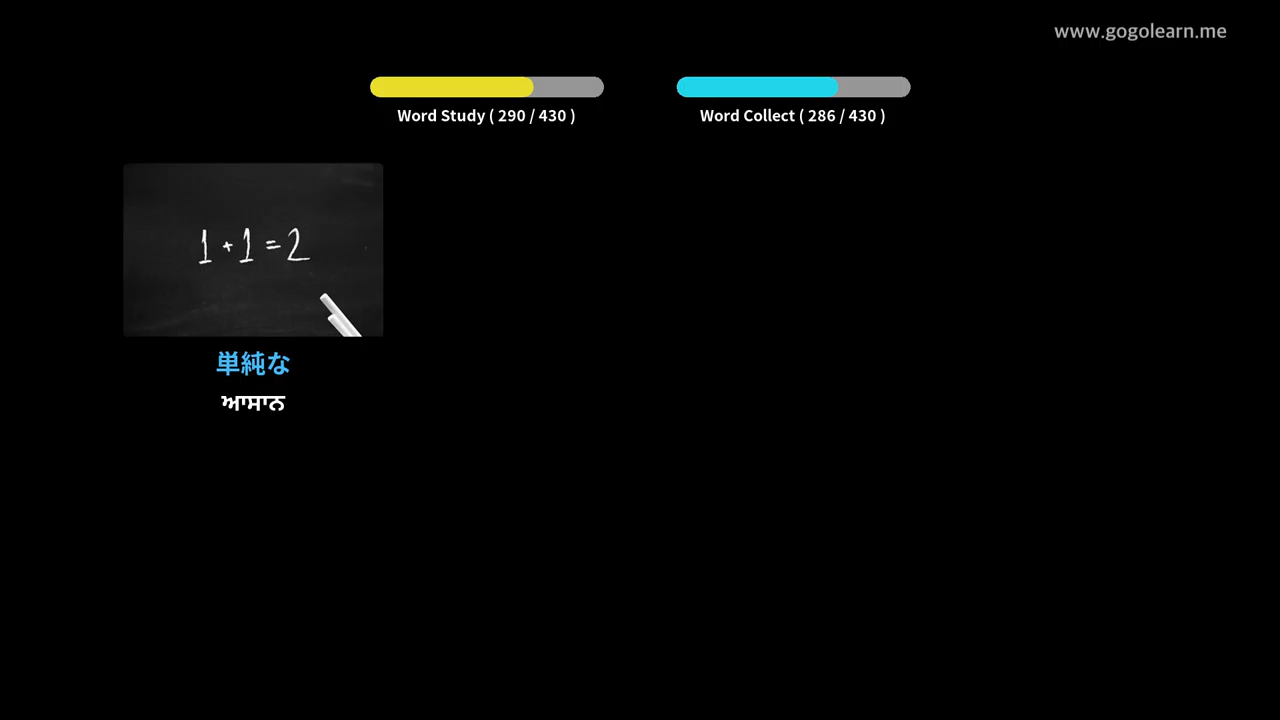 www.gogolearn.me
Word Study ( 290 / 430 )
Word Collect ( 286 / 430 )
1 + 1 = 2
単純な
ਆਸਾਨ